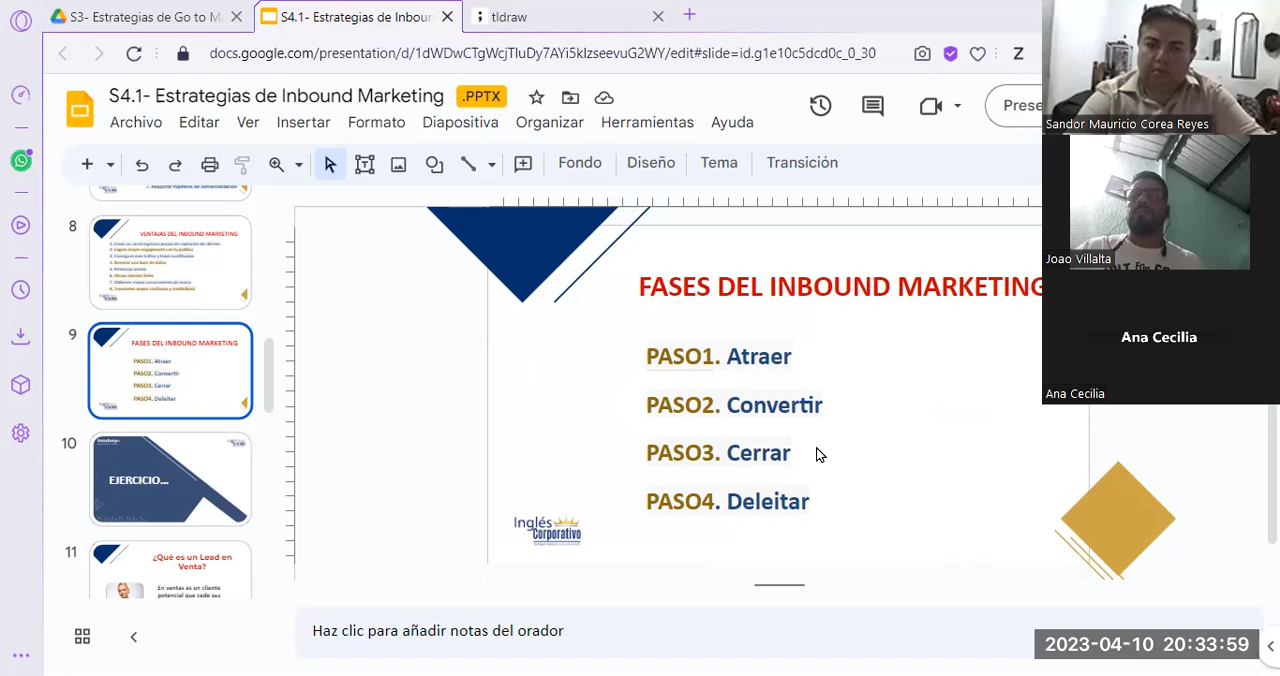 S3- Estrategias de Go to M
S4.1- Estrategias de Inbour
tldraw
docs.google.com/presentation/d/1dWDwCTgWcjTluDy7AYi5kIzseevuG2WY/edit#slide=id.g1e10c5dcd0c_0_30
S4.1- Estrategias de Inbound Marketing
.PPTX
Prese
Archivo Editar Ver Insertar Formato Diapositiva Organizar Herramientas Ayuda
Fondo Diseño Tema Transición
8
VENTAJAS DEL INBOUND MARKETING
9
FASES DEL INBOUND MARKETING
PASO1. Atraer
PASO2. Convertir
PASO3. Cerrar
PASO4. Deleitar
10
EJERCICIO...
11
¿Qué es un Lead en
Venta?
En ventas es un cliente
potencial que cede sus
FASES DEL INBOUND MARKETING
PASO1. Atraer
PASO2. Convertir
PASO3. Cerrar
PASO4. Deleitar
Inglés
Corporativo
Haz clic para añadir notas del orador
Sandor Mauricio Corea Reyes
Joao Villalta
Ana Cecilia
Ana Cecilia
2023-04-10 20:33:59